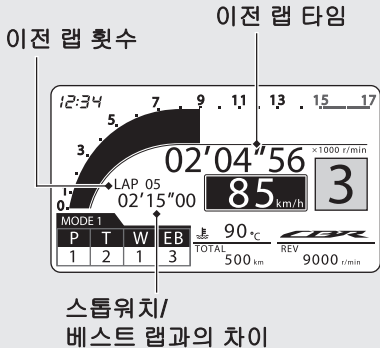 이전 랩 타임
이전 랩 횟수
12:34
0. 1. 3. 5. 7. 9 . 11 . 13 . 15 17
×1000 r/min
02'04"56
LAP 05
02'15"00
85 km/h
3
MODE 1
P T W EB
1 2 1 3
90 °C
TOTAL
500 km
CBR
REV
9000 r/min
스톱워치/
베스트 랩과의 차이